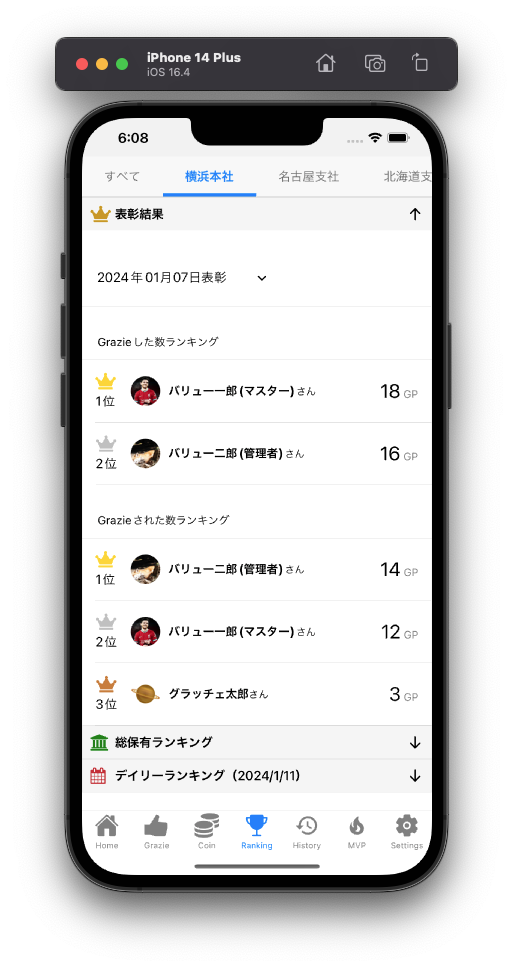 iPhone 14 Plus
iOS 16.4
6:08
すべて 横浜本社 名古屋支社 北海道支
表彰結果
2024年01月07日表彰
Grazieした数ランキング
1位 バリュー一郎(マスター)さん 18 GP
2位 バリュー二郎(管理者)さん 16 GP
Grazieされた数ランキング
1位 バリュー二郎(管理者)さん 14 GP
2位 バリュー一郎(マスター)さん 12 GP
3位 グラッチェ太郎さん 3 GP
総保有ランキング
デイリーランキング（2024/1/11）
Home Grazie Coin Ranking History MVP Settings